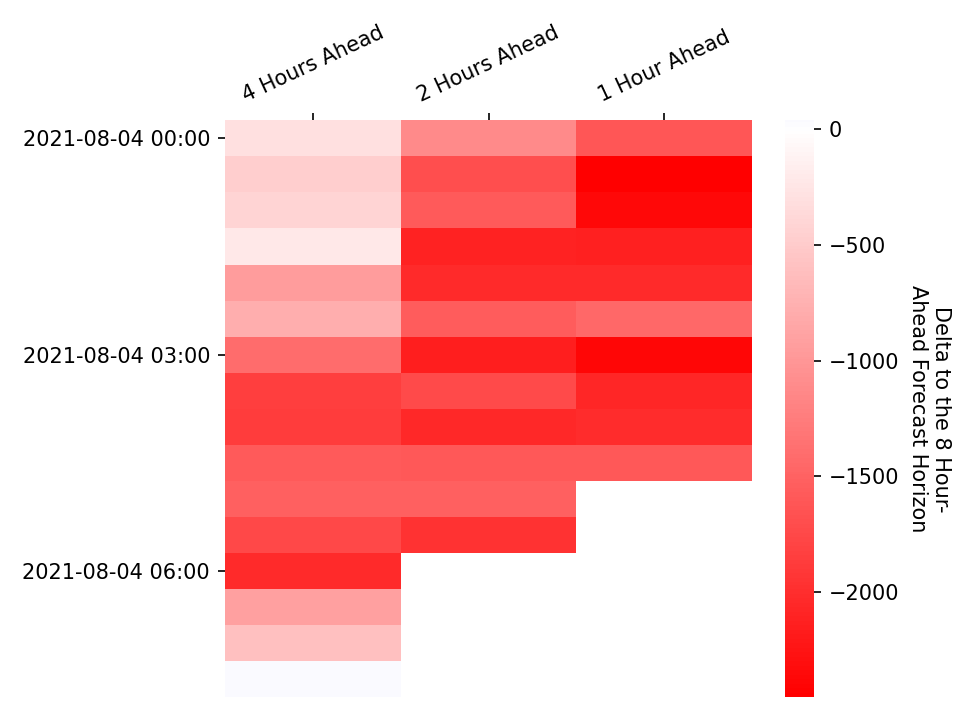 4 Hours Ahead
2 Hours Ahead
1 Hour Ahead
2021-08-04 00:00
2021-08-04 03:00
2021-08-04 06:00
0
−500
−1000
−1500
−2000
Delta to the 8 Hour-
Ahead Forecast Horizon